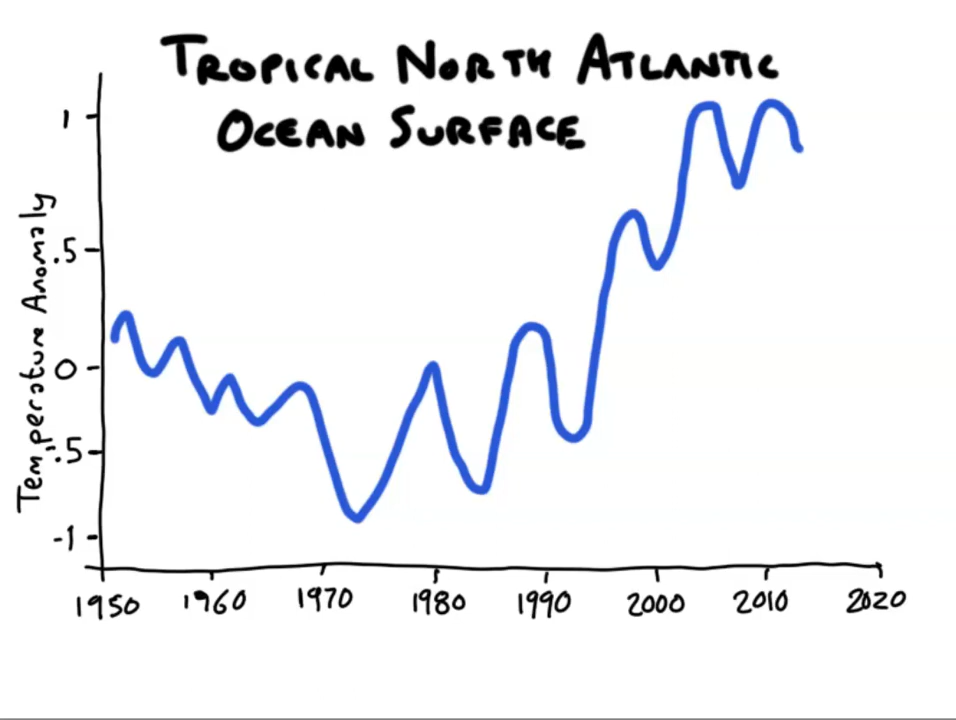 TROPICAL NORTH ATLANTIC
OCEAN SURFACE
Temperature Anomaly
1
.5
0
-.5
-1
1950 1960 1970 1980 1990 2000 2010 2020